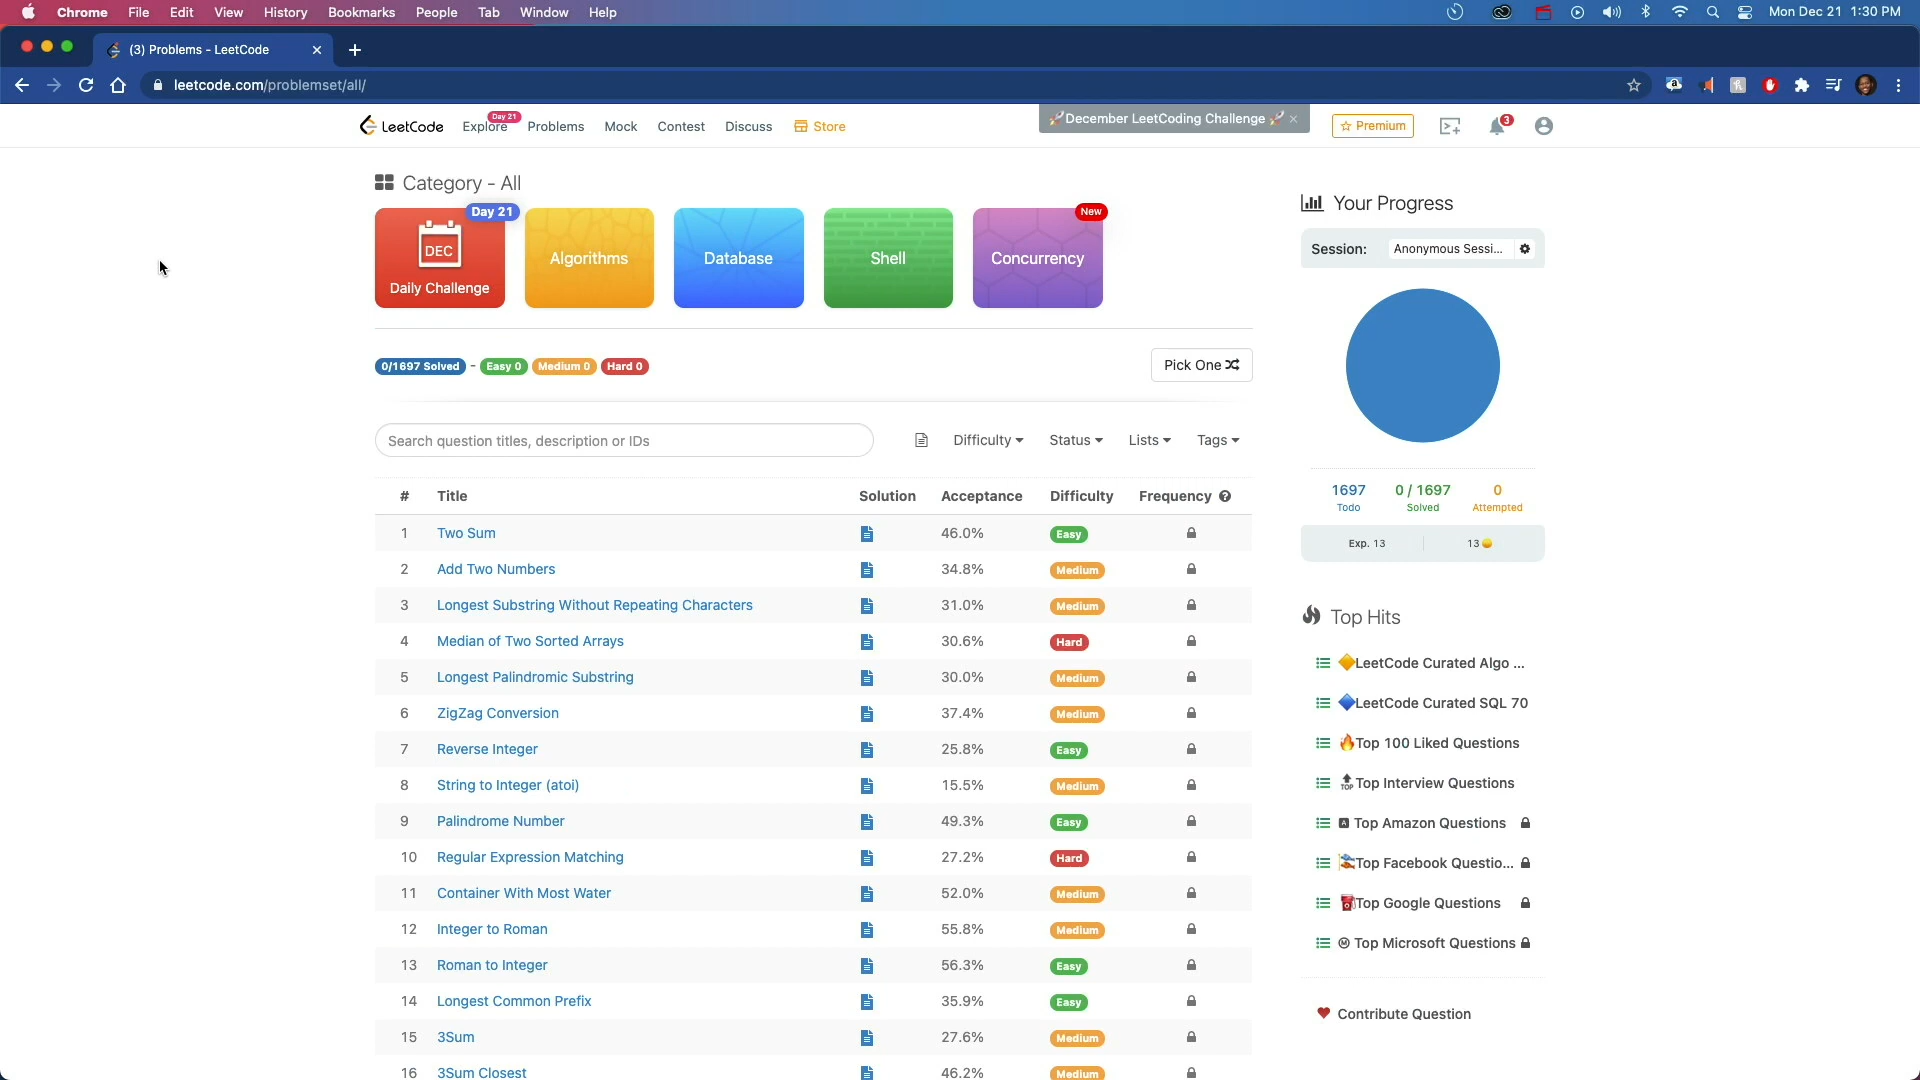 Chrome File Edit View History Bookmarks People Tab Window Help
Mon Dec 21 1:30 PM
(3) Problems - LeetCode
leetcode.com/problemset/all/
LeetCode Explore Day 21 Problems Mock Contest Discuss Store
December LeetCoding Challenge
Premium
3
Category - All
Day 21
DEC
Daily Challenge
Algorithms
Database
Shell
New
Concurrency
0/1697 Solved - Easy 0 Medium 0 Hard 0
Pick One
Search question titles, description or IDs
Difficulty Status Lists Tags
# Title Solution Acceptance Difficulty Frequency
1 Two Sum 46.0% Easy
2 Add Two Numbers 34.8% Medium
3 Longest Substring Without Repeating Characters 31.0% Medium
4 Median of Two Sorted Arrays 30.6% Hard
5 Longest Palindromic Substring 30.0% Medium
6 ZigZag Conversion 37.4% Medium
7 Reverse Integer 25.8% Easy
8 String to Integer (atoi) 15.5% Medium
9 Palindrome Number 49.3% Easy
10 Regular Expression Matching 27.2% Hard
11 Container With Most Water 52.0% Medium
12 Integer to Roman 55.8% Medium
13 Roman to Integer 56.3% Easy
14 Longest Common Prefix 35.9% Easy
15 3Sum 27.6% Medium
16 3Sum Closest 46.2% Medium
Your Progress
Session: Anonymous Sessi...
1697 0 / 1697 0
Todo Solved Attempted
Exp. 13 13
Top Hits
LeetCode Curated Algo ...
LeetCode Curated SQL 70
Top 100 Liked Questions
Top Interview Questions
Top Amazon Questions
Top Facebook Questio...
Top Google Questions
Top Microsoft Questions
Contribute Question